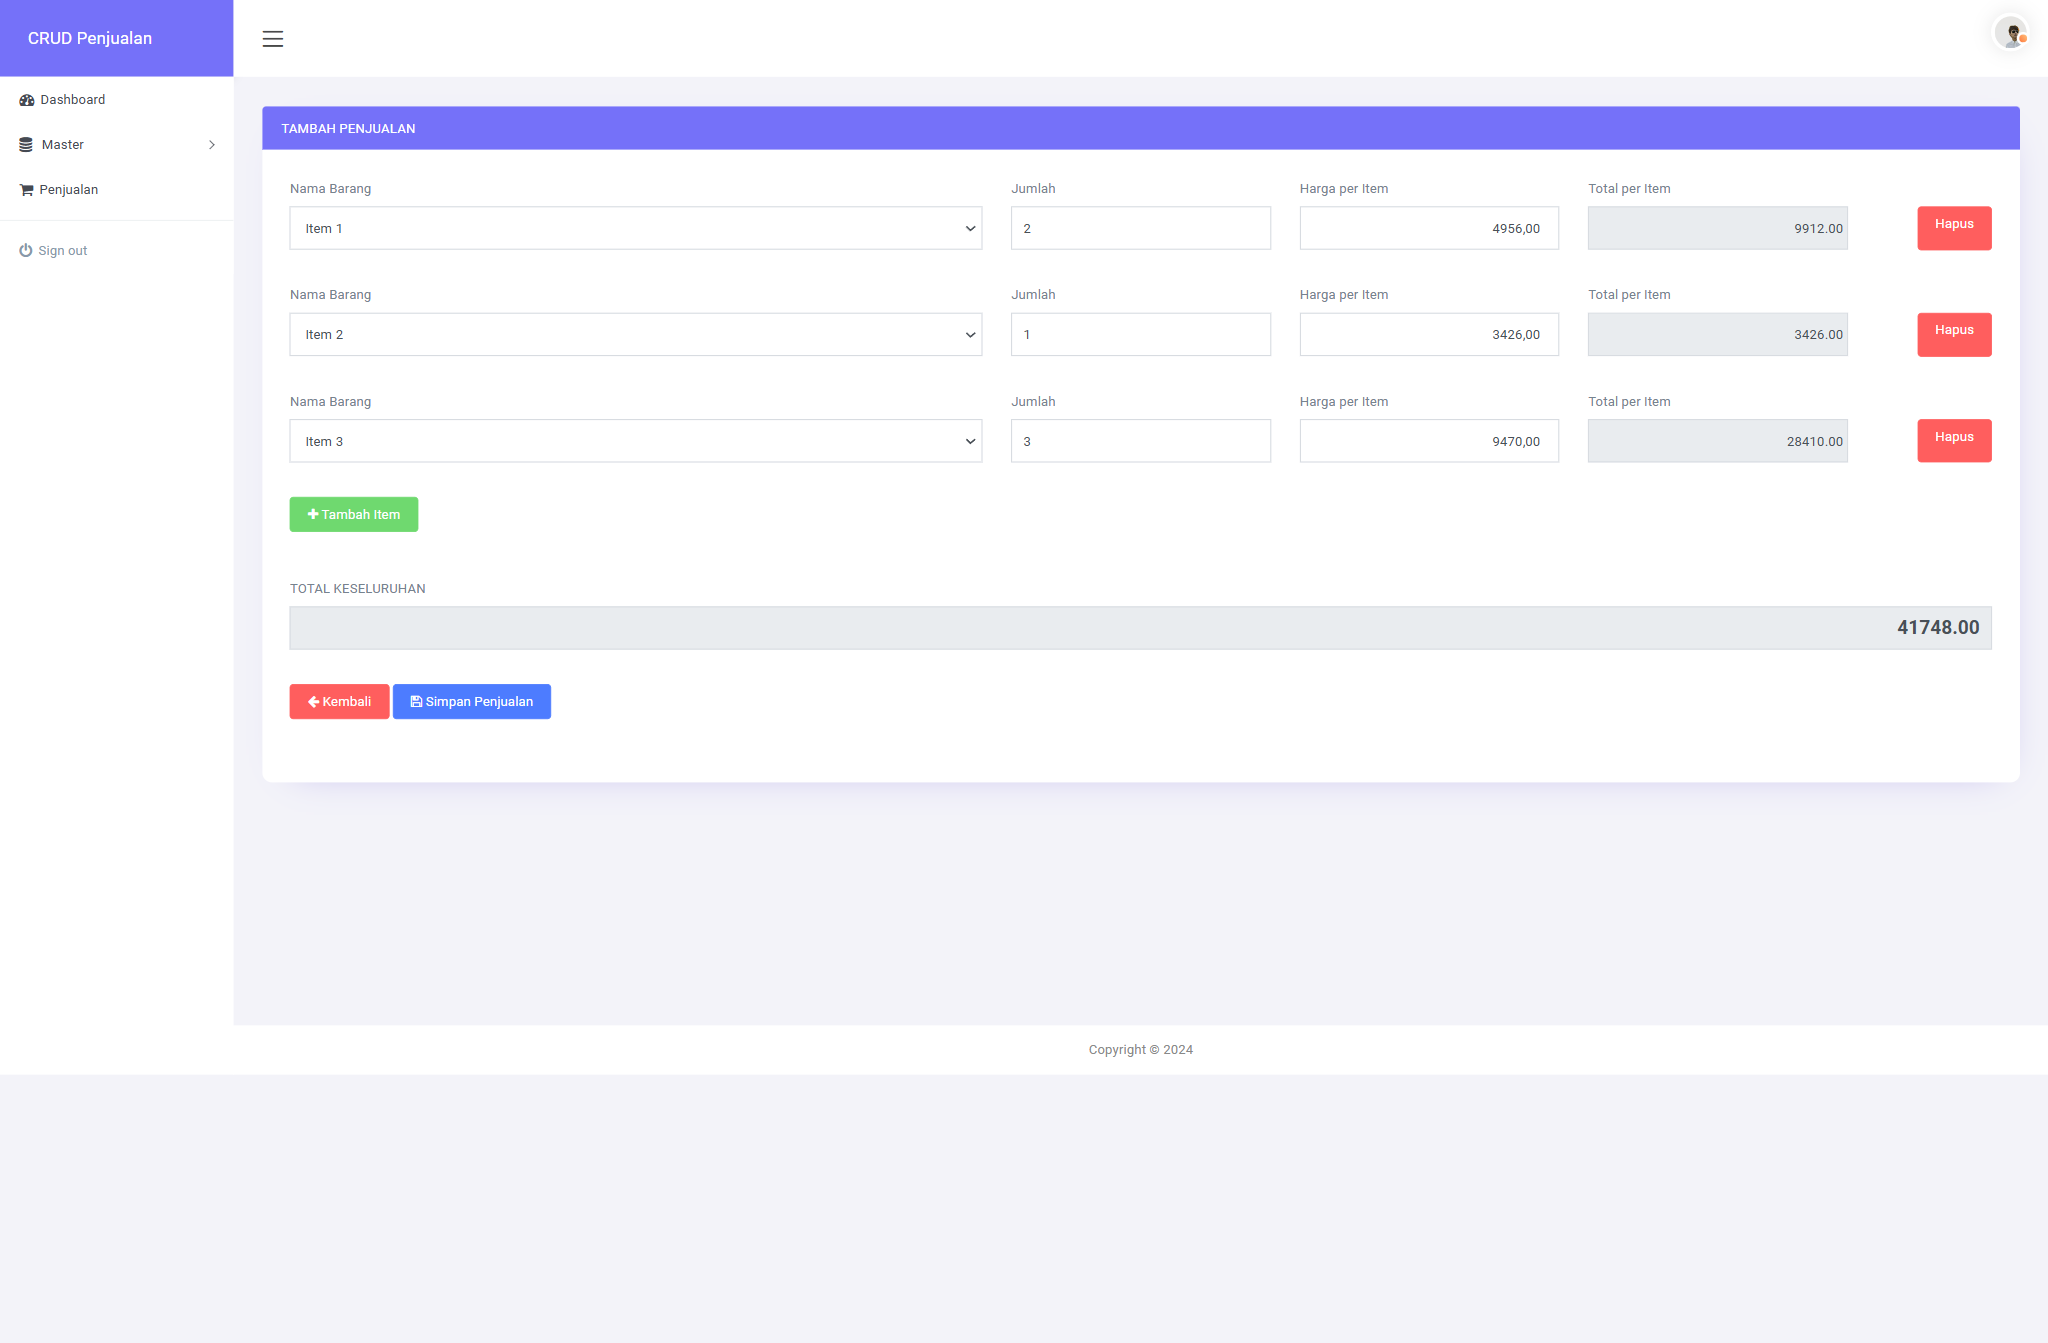 CRUD Penjualan
Dashboard
Master
Penjualan
Sign out
TAMBAH PENJUALAN
Nama Barang Jumlah Harga per Item Total per Item
Item 1 2 4956,00 9912.00 Hapus
Nama Barang Jumlah Harga per Item Total per Item
Item 2 1 3426,00 3426.00 Hapus
Nama Barang Jumlah Harga per Item Total per Item
Item 3 3 9470,00 28410.00 Hapus
Tambah Item
TOTAL KESELURUHAN
41748.00
Kembali Simpan Penjualan
Copyright © 2024